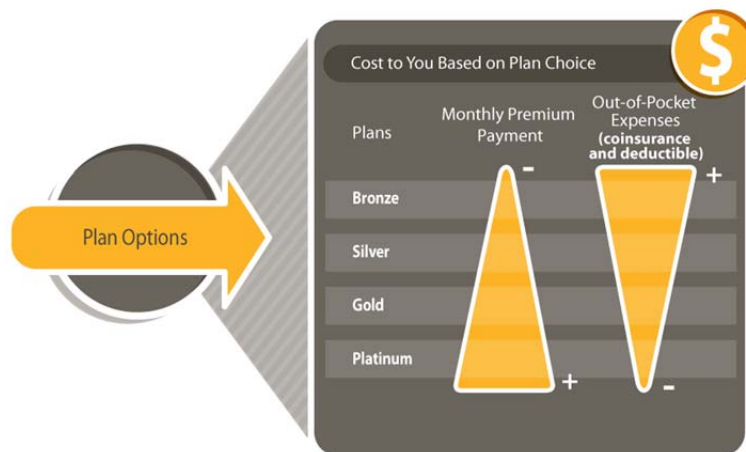 $
Cost to You Based on Plan Choice
Plans
Monthly Premium
Payment
Out-of-Pocket
Expenses
(coinsurance
and deductible)
-
+
Bronze
Silver
Gold
Platinum
+
-
Plan Options